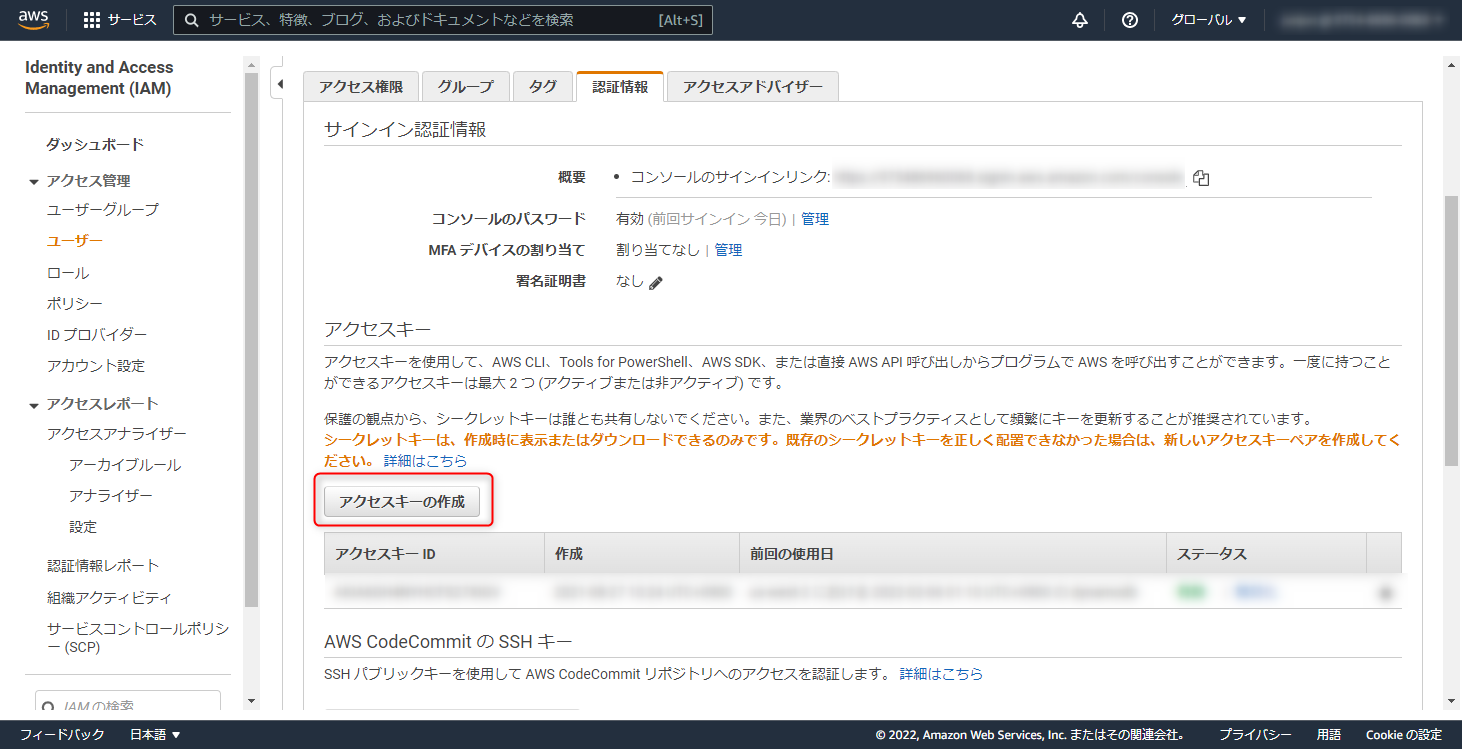 aws
サービス
サービス、特徴、ブログ、およびドキュメントなどを検索 [Alt+S]
グローバル ▼
Identity and Access
Management (IAM)
ダッシュボード
アクセス管理
ユーザーグループ
ユーザー
ロール
ポリシー
ID プロバイダー
アカウント設定
アクセスレポート
アクセスアナライザー
アーカイブルール
アナライザー
設定
認証情報レポート
組織アクティビティ
サービスコントロールポリシ
ー (SCP)
IAM の検索
アクセス権限 グループ タグ 認証情報 アクセスアドバイザー
サインイン認証情報
概要 • コンソールのサインインリンク:
コンソールのパスワード 有効 (前回サインイン 今日) | 管理
MFA デバイスの割り当て 割り当てなし | 管理
署名証明書 なし
アクセスキー
アクセスキーを使用して、AWS CLI、Tools for PowerShell、AWS SDK、または直接 AWS API 呼び出しからプログラムで AWS を呼び出すことができます。一度に持つこと
ができるアクセスキーは最大 2 つ (アクティブまたは非アクティブ) です。
保護の観点から、シークレットキーは誰とも共有しないでください。また、業界のベストプラクティスとして頻繁にキーを更新することが推奨されています。
シークレットキーは、作成時に表示またはダウンロードできるのみです。既存のシークレットキーを正しく配置できなかった場合は、新しいアクセスキーペアを作成してく
ださい。 詳細はこちら
アクセスキーの作成
アクセスキー ID 作成 前回の使用日 ステータス
AWS CodeCommit の SSH キー
SSH パブリックキーを使用して AWS CodeCommit リポジトリへのアクセスを認証します。 詳細はこちら
フィードバック 日本語 ▼ © 2022, Amazon Web Services, Inc. またはその関連会社。 プライバシー 用語 Cookie の設定